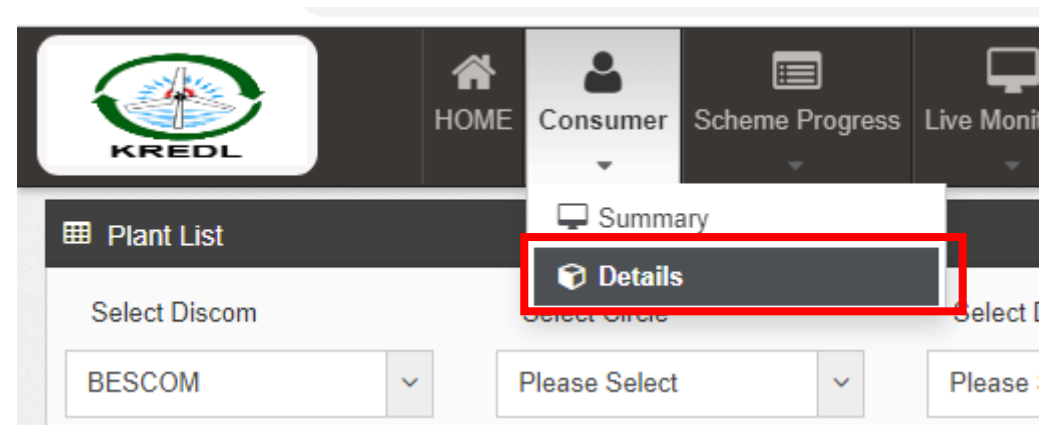 KREDL
HOME Consumer Scheme Progress Live
Summary
Plant List
Details
Select Discom Select Circle Select
BESCOM Please Select Please